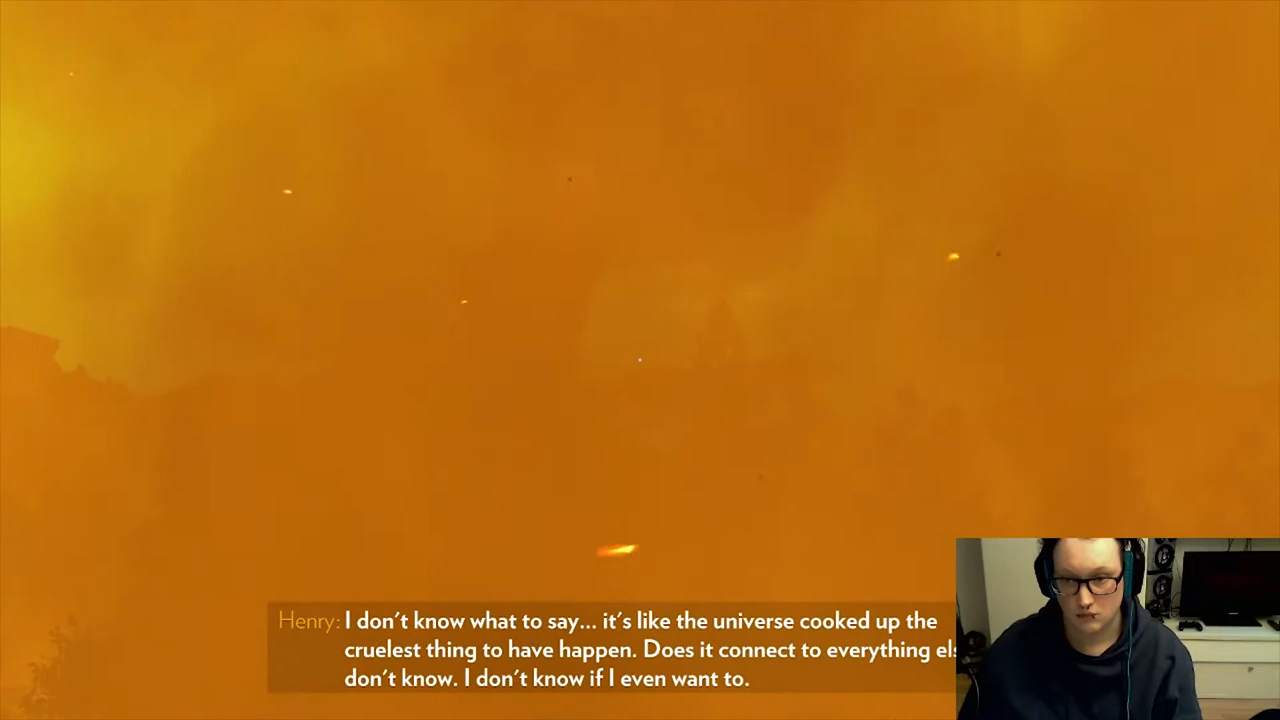 Henry: I don't know what to say... it's like the universe cooked up the
cruelest thing to have happen. Does it connect to everything
don't know. I don't know if I even want to.